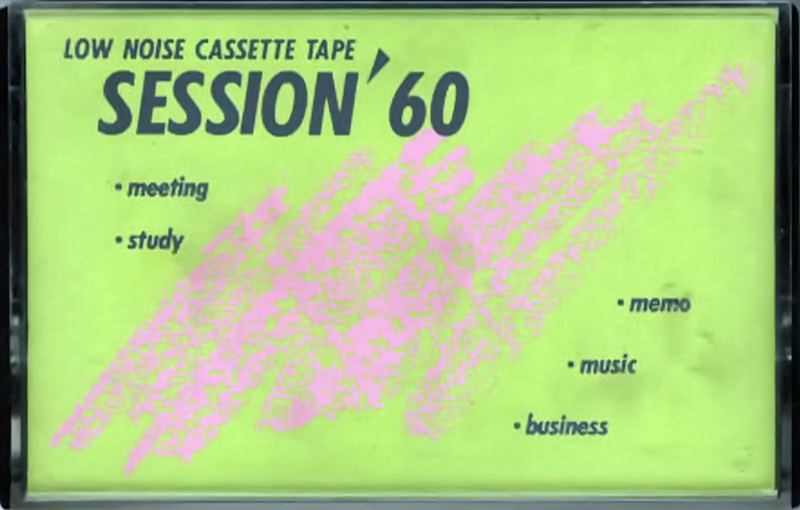 LOW NOISE CASSETTE TAPE
SESSION '60
• meeting
• study
• memo
• music
• business